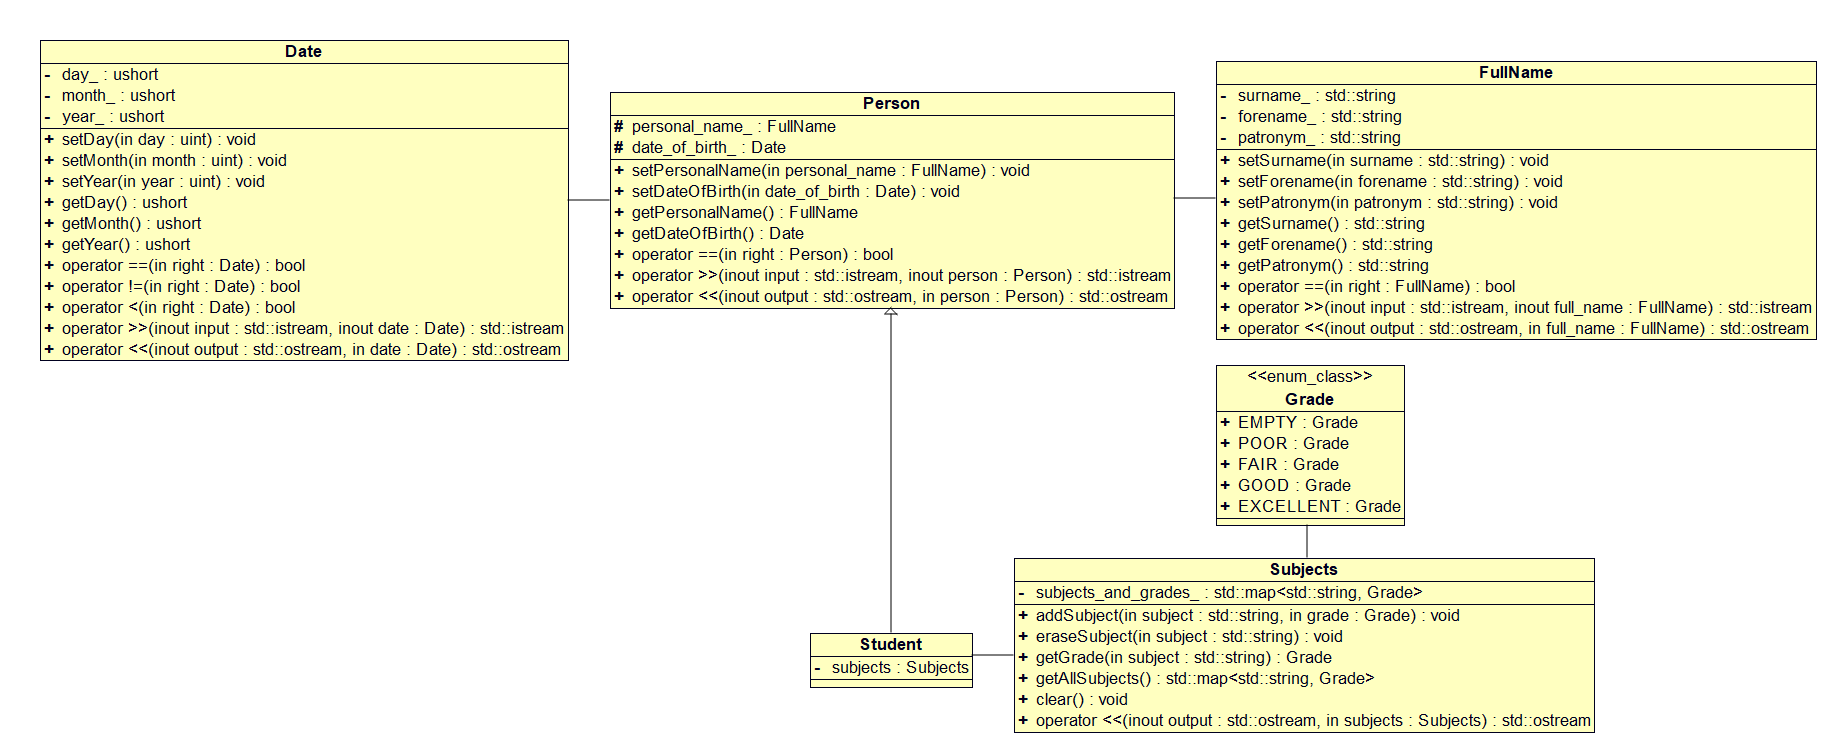 Date
- day_ : ushort
- month_ : ushort
- year_ : ushort
+ setDay(in day : uint) : void
+ setMonth(in month : uint) : void
+ setYear(in year : uint) : void
+ getDay() : ushort
+ getMonth() : ushort
+ getYear() : ushort
+ operator ==(in right : Date) : bool
+ operator !=(in right : Date) : bool
+ operator <(in right : Date) : bool
+ operator >>(inout input : std::istream, inout date : Date) : std::istream
+ operator <<(inout output : std::ostream, in date : Date) : std::ostream
Person
# personal_name_ : FullName
# date_of_birth_ : Date
+ setPersonalName(in personal_name : FullName) : void
+ setDateOfBirth(in date_of_birth : Date) : void
+ getPersonalName() : FullName
+ getDateOfBirth() : Date
+ operator ==(in right : Person) : bool
+ operator >>(inout input : std::istream, inout person : Person) : std::istream
+ operator <<(inout output : std::ostream, in person : Person) : std::ostream
FullName
- surname_ : std::string
- forename_ : std::string
- patronym_ : std::string
+ setSurname(in surname : std::string) : void
+ setForename(in forename : std::string) : void
+ setPatronym(in patronym : std::string) : void
+ getSurname() : std::string
+ getForename() : std::string
+ getPatronym() : std::string
+ operator ==(in right : FullName) : bool
+ operator >>(inout input : std::istream, inout full_name : FullName) : std::istream
+ operator <<(inout output : std::ostream, in full_name : FullName) : std::ostream
<<enum_class>>
Grade
+ EMPTY : Grade
+ POOR : Grade
+ FAIR : Grade
+ GOOD : Grade
+ EXCELLENT : Grade
Student
- subjects : Subjects
Subjects
- subjects_and_grades_ : std::map<std::string, Grade>
+ addSubject(in subject : std::string, in grade : Grade) : void
+ eraseSubject(in subject : std::string) : void
+ getGrade(in subject : std::string) : Grade
+ getAllSubjects() : std::map<std::string, Grade>
+ clear() : void
+ operator <<(inout output : std::ostream, in subjects : Subjects) : std::ostream